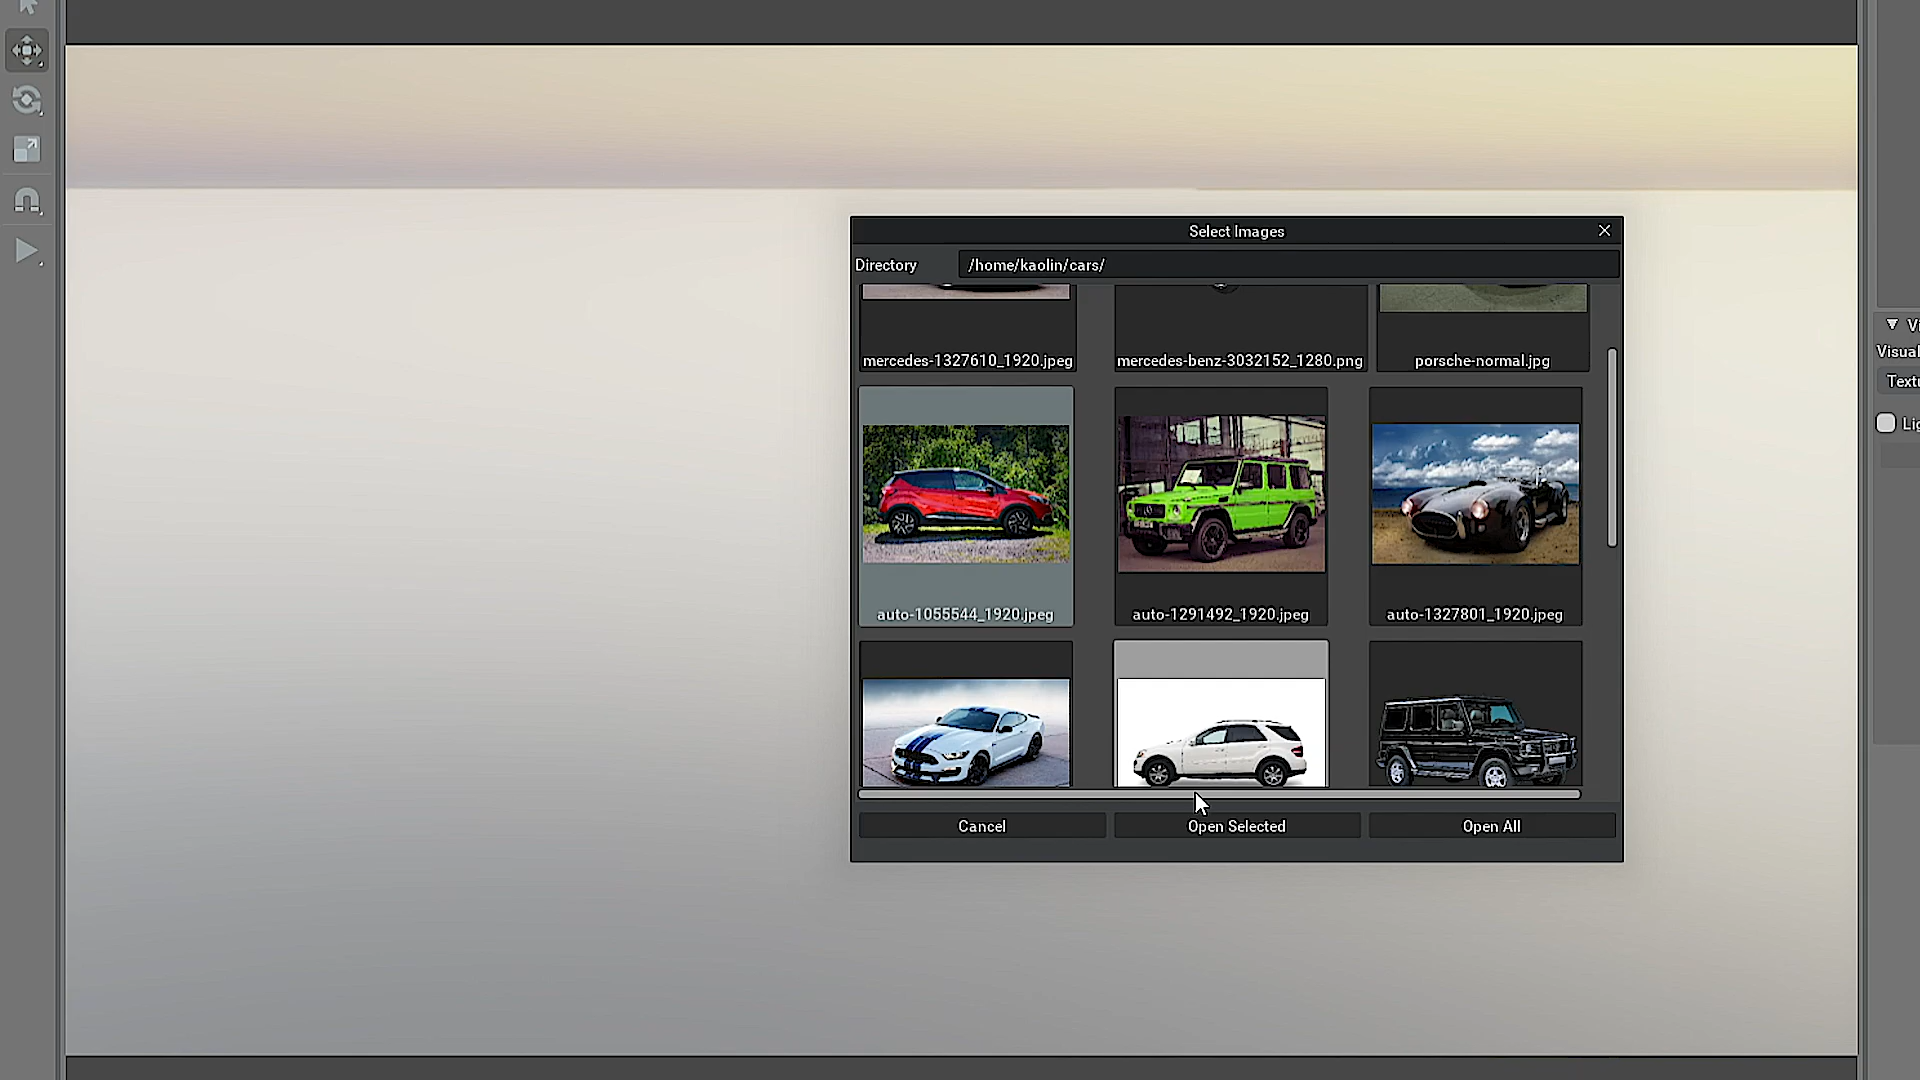 Select Images
Directory
/home/kaolin/cars/
mercedes-1327610_1920.jpeg
mercedes-benz-3032152_1280.png
porsche-normal.jpg
auto-1055544_1920.jpeg
auto-1291492_1920.jpeg
auto-1327801_1920.jpeg
Cancel
Open Selected
Open All
Visual